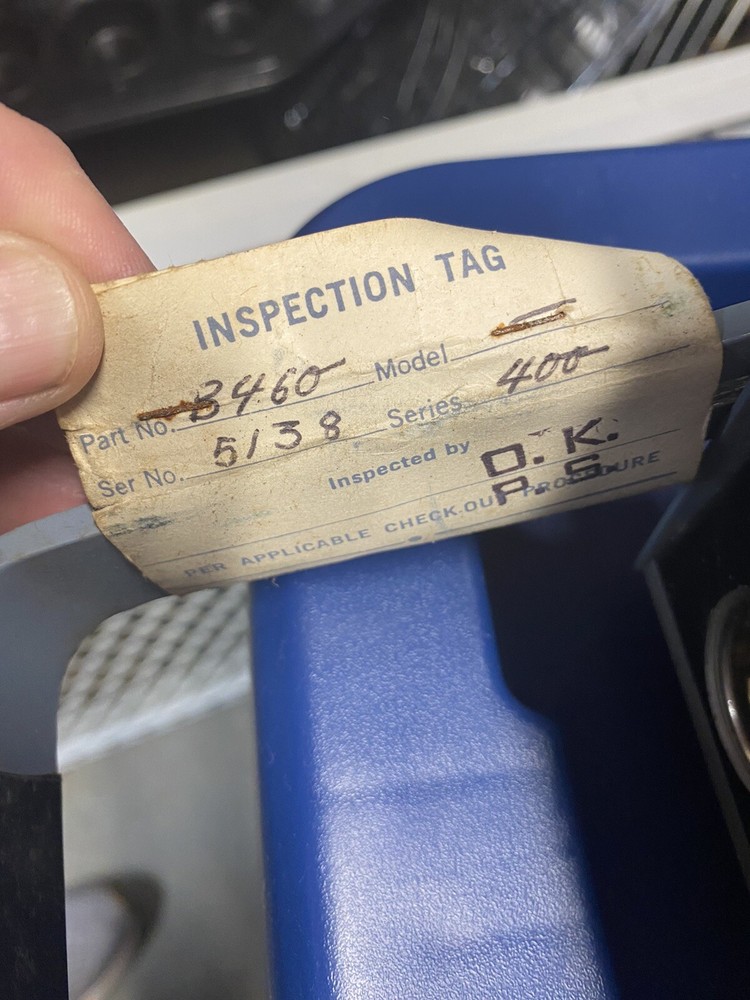 INSPECTION TAG
Part No. 3460 Model
Ser No. 5138 Series 400
Inspected by O. K.
P. S.
PER APPLICABLE CHECK-OUT PROCEDURE